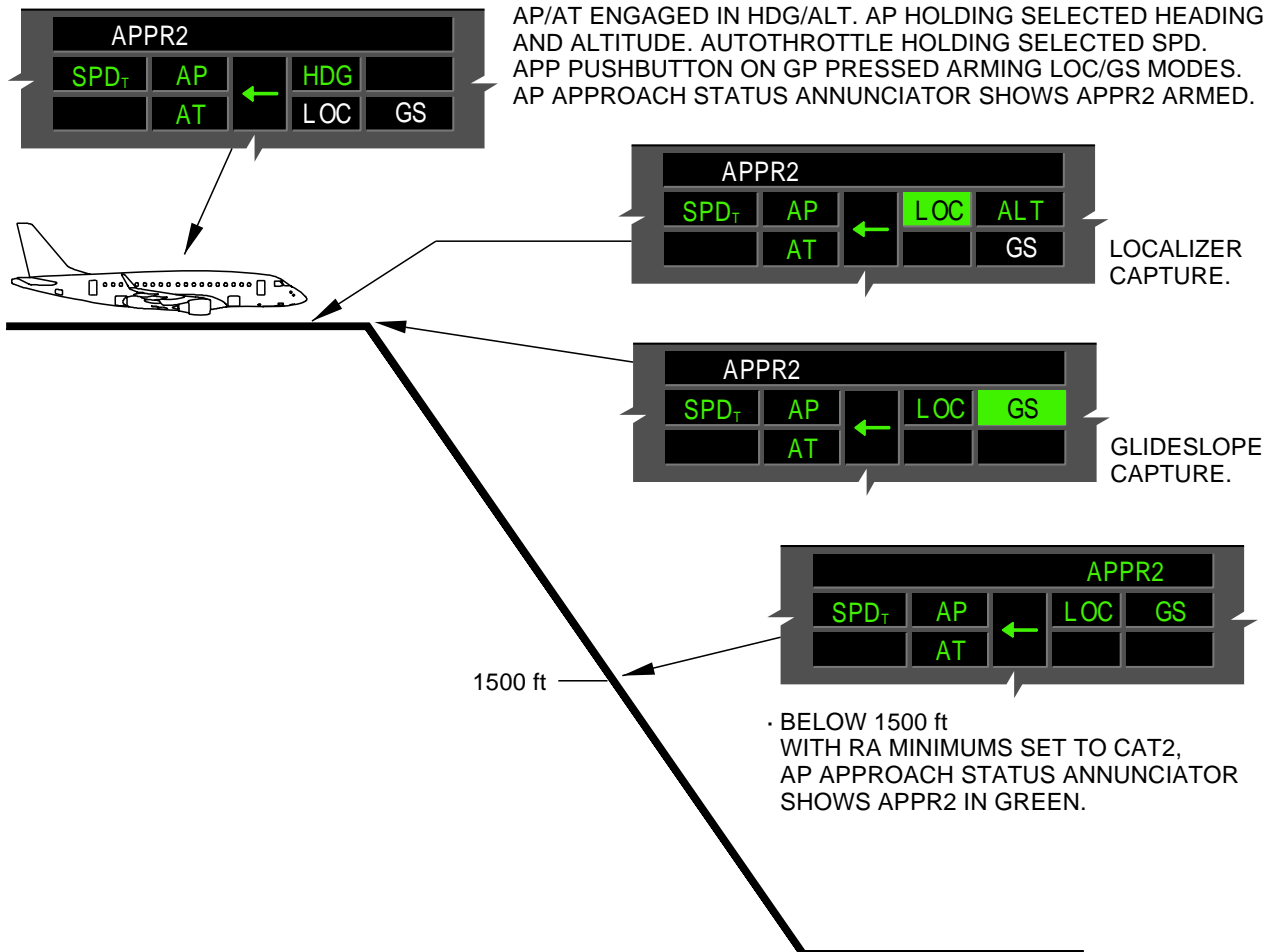 AP/AT ENGAGED IN HDG/ALT. AP HOLDING SELECTED HEADING
AND ALTITUDE. AUTOTHROTTLE HOLDING SELECTED SPD.
APP PUSHBUTTON ON GP PRESSED ARMING LOC/GS MODES.
AP APPROACH STATUS ANNUNCIATOR SHOWS APPR2 ARMED.
APPR2
SPDT AP ← HDG
AT LOC GS
APPR2
SPDT AP ← LOC ALT
AT GS
LOCALIZER
CAPTURE.
APPR2
SPDT AP ← LOC GS
AT
GLIDESLOPE
CAPTURE.
APPR2
SPDT AP ← LOC GS
AT
1500 ft
· BELOW 1500 ft
WITH RA MINIMUMS SET TO CAT2,
AP APPROACH STATUS ANNUNCIATOR
SHOWS APPR2 IN GREEN.